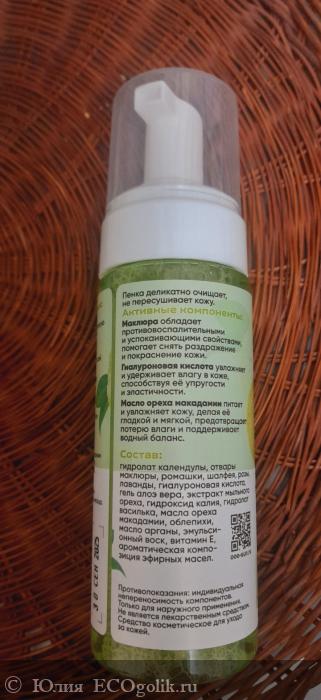 Пенка деликатно очищает,
не пересушивает кожу.
Активные компоненты:
Маклюра обладает
противовоспалительными
и успокаивающими свойствами,
помогает снять раздражение
и покраснение кожи.
Гиалуроновая кислота увлажняет
и удерживает влагу в коже,
способствуя её упругости
и эластичности.
Масло ореха макадамии питает
и увлажняет кожу, делая её
гладкой и мягкой, предотвращает
потерю влаги и поддерживает
водный баланс.
Состав:
гидролат календулы, отвары
маклюры, ромашки, шалфея, розы,
лаванды, гиалуроновая кислота,
гель алоэ вера, экстракт мыльного
ореха, гидроксид калия, гидролат
василька, масла ореха
макадамии, облепихи,
масло арганы, эмульси-
онный воск, витамин Е,
ароматическая компо-
зиция эфирных масел.
Противопоказания: индивидуальная
непереносимость компонентов.
Только для наружного применения.
Не является лекарственным средством.
Средство косметическое для ухода
за кожей.
© Юлия ECOgolik.ru